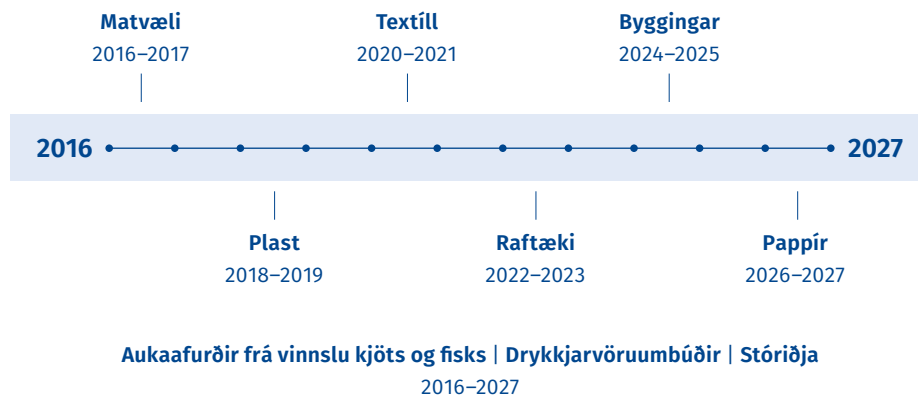 Matvæli
2016–2017
Textíll
2020–2021
Byggingar
2024–2025
2016
2027
Plast
2018–2019
Raftæki
2022–2023
Pappír
2026–2027
Aukaafurðir frá vinnslu kjöts og fisks | Drykkjarvöruumbúðir | Stóriðja
2016–2027